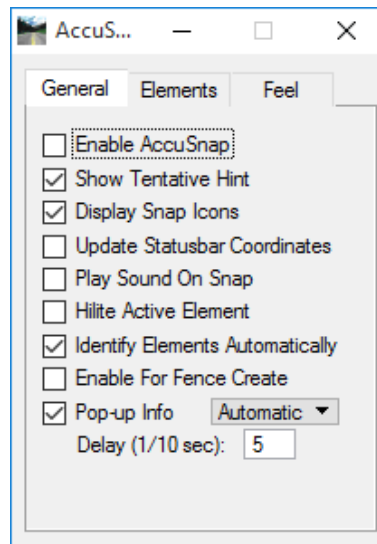 AccuS...
General Elements Feel
Enable AccuSnap
Show Tentative Hint
Display Snap Icons
Update Statusbar Coordinates
Play Sound On Snap
Hilite Active Element
Identify Elements Automatically
Enable For Fence Create
Pop-up Info Automatic
Delay (1/10 sec): 5